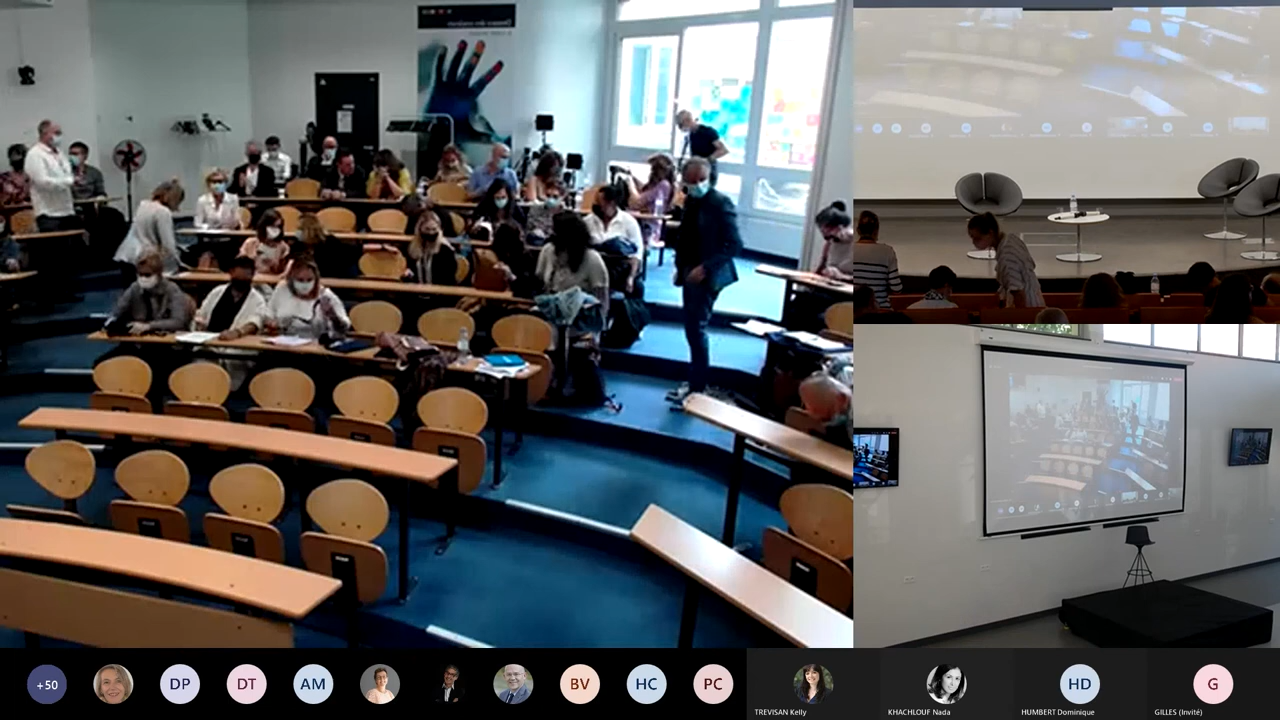 +50
DP
DT
AM
BV
HC
PC
TREVISAN Kelly
KHACHLOUF Nada
HD
HUMBERT Dominique
G
GILLES (Invité)